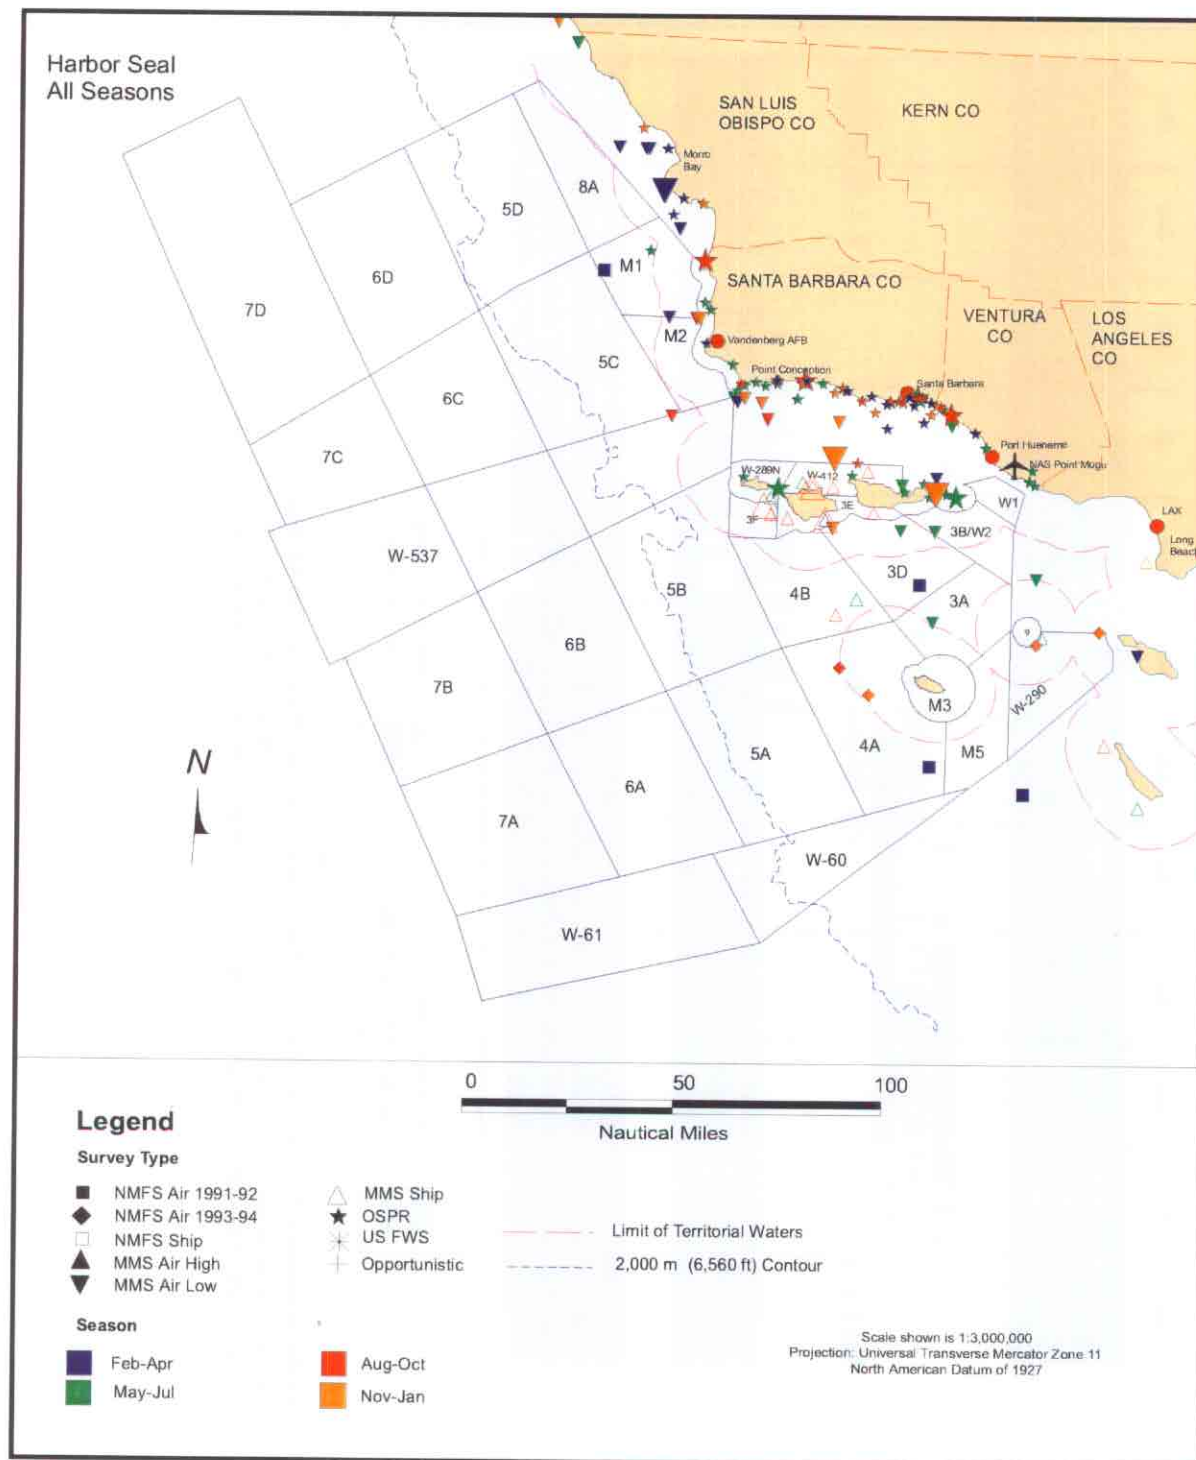 Harbor Seal
All Seasons
SAN LUIS
OBISPO CO
KERN CO
Morro
Bay
8A
5D
6D
7D
M1
SANTA BARBARA CO
VENTURA
CO
LOS
ANGELES
CO
M2
Vandenberg AFB
5C
Point Conception
Santa Barbara
6C
7C
Port Hueneme
NAS Point Mugu
W-289N
W-412
3E
3F
W1
LAX
Long
Beach
3B/W2
W-537
5B
4B
3D
3A
6B
9
7B
M3
W-290
4A
M5
5A
N
6A
7A
W-60
W-61
0 50 100
Nautical Miles
Legend
Survey Type
NMFS Air 1991-92
NMFS Air 1993-94
NMFS Ship
MMS Air High
MMS Air Low
MMS Ship
OSPR
US FWS
Opportunistic
Limit of Territorial Waters
2,000 m (6,560 ft) Contour
Season
Feb-Apr
May-Jul
Aug-Oct
Nov-Jan
Scale shown is 1:3,000,000
Projection: Universal Transverse Mercator Zone 11
North American Datum of 1927